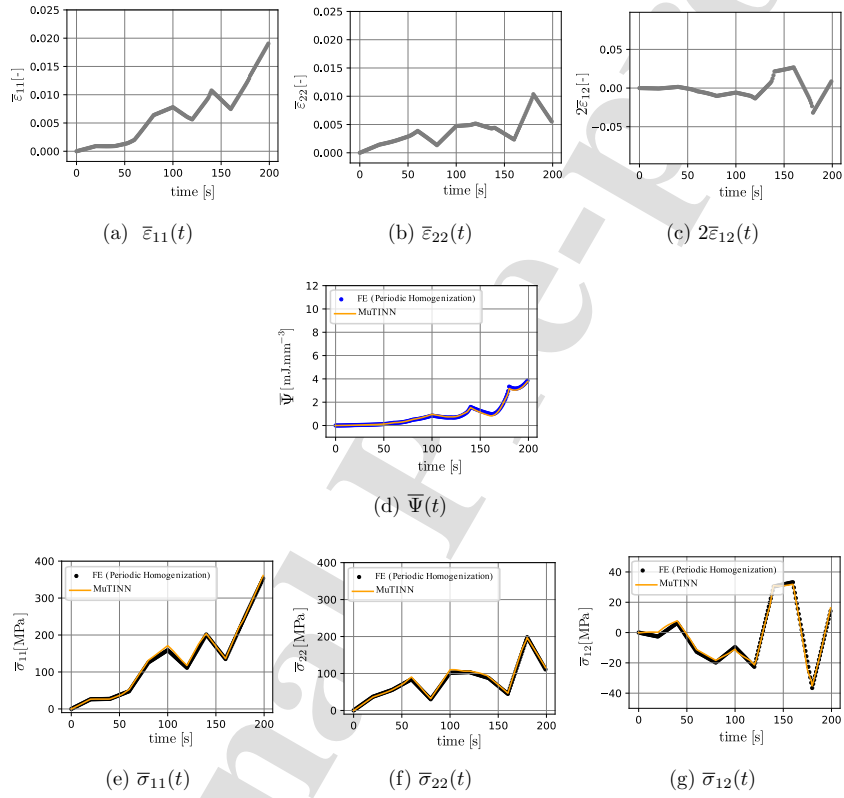 0.025
0.020
0.015
0.010
0.005
0.000
ε̅₁₁[-]
0 50 100 150 200
time [s]
(a) ε̅₁₁(t)
0.025
0.020
0.015
0.010
0.005
0.000
ε̅₂₂[-]
0 50 100 150 200
time [s]
(b) ε̅₂₂(t)
0.05
0.00
−0.05
2ε̅₁₂[-]
0 50 100 150 200
time [s]
(c) 2ε̅₁₂(t)
12
10
8
6
4
2
0
Ψ̅ [mJ.mm⁻³]
FE (Periodic Homogenization)
MuTINN
0 50 100 150 200
time [s]
(d) Ψ̅(t)
400
300
200
100
0
σ̅₁₁[MPa]
FE (Periodic Homogenization)
MuTINN
0 50 100 150 200
time [s]
(e) σ̅₁₁(t)
400
300
200
100
0
σ̅₂₂ [MPa]
FE (Periodic Homogenization)
MuTINN
0 50 100 150 200
time [s]
(f) σ̅₂₂(t)
40
20
0
−20
−40
σ̅₁₂[MPa]
FE (Periodic Homogenization)
MuTINN
0 50 100 150 200
time [s]
(g) σ̅₁₂(t)
nal Pre-p